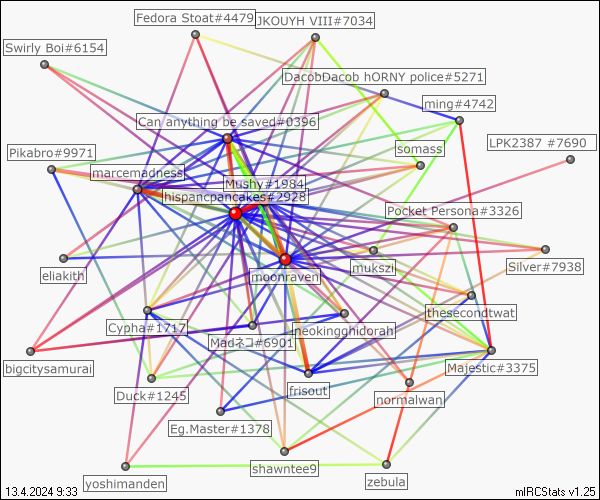 Fedora Stoat#4479
JKOUYH VIII#7034
Swirly Boi#6154
DacobDacob hORNY police#5271
ming#4742
Can anything be saved#0396
LPK2387 #7690
somass
Pikabro#9971
marcemadness
Mushy#1984
hispancpancakes#2928
Pocket Persona#3326
mukszi
Silver#7938
eliakith
moonraven
thesecondtwat
Cypha#1717
neokingghidorah
Madネコ#6901
bigcitysamurai
Majestic#3375
Duck#1245
frisout
normalwan
Eg.Master#1378
shawntee9
yoshimanden
zebula
13.4.2024 9:33
mIRCStats v1.25